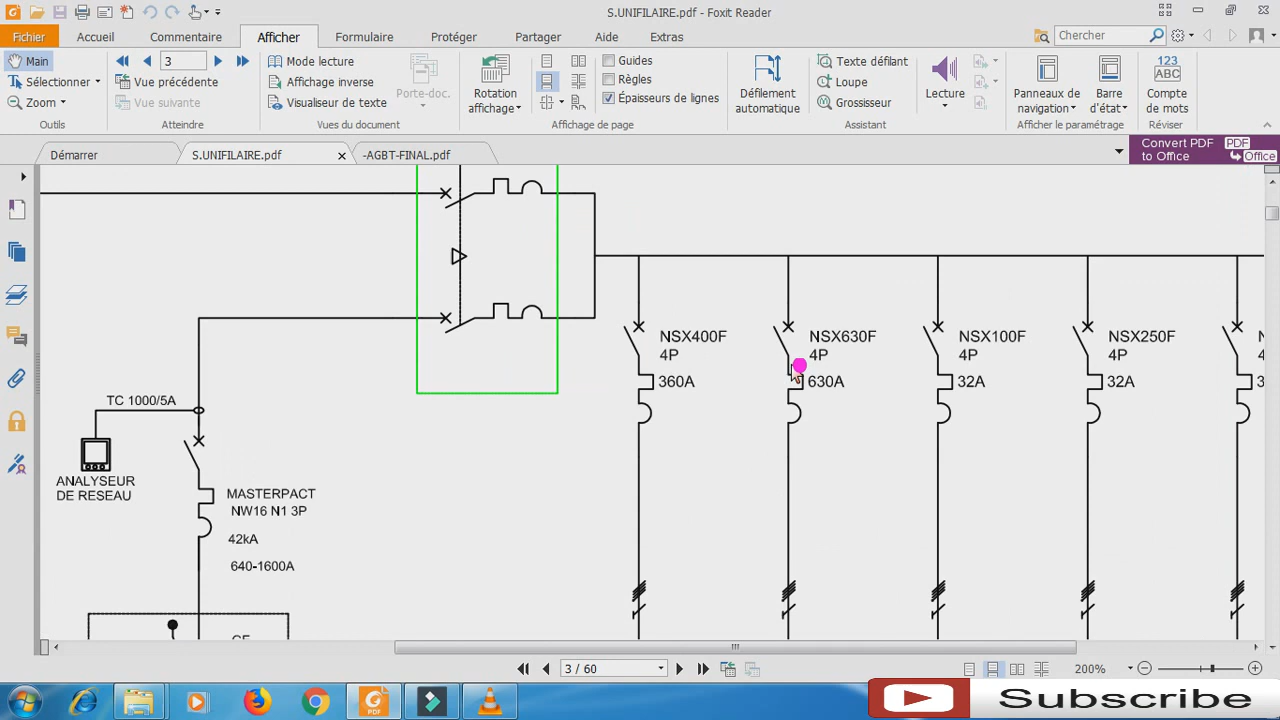 S.UNIFILAIRE.pdf - Foxit Reader
Fichier Accueil Commentaire Afficher Formulaire Protéger Partager Aide Extras Chercher
Main
Sélectionner
Zoom
Outils
3
Vue précédente
Vue suivante
Atteindre
Mode lecture
Affichage inverse
Visualiseur de texte
Vues du document
Porte-doc.
Rotation
affichage
Affichage de page
Guides
Règles
Épaisseurs de lignes
Défilement
automatique
Texte défilant
Loupe
Grossisseur
Assistant
Lecture
Panneaux de
navigation
Barre
d'état
Afficher le paramétrage
123
ABC
Compte
de mots
Réviser
Démarrer
S.UNIFILAIRE.pdf
-AGBT-FINAL.pdf
Convert PDF
to Office
PDF
Office
NSX400F
4P
360A
NSX630F
4P
630A
NSX100F
4P
32A
NSX250F
4P
32A
TC 1000/5A
ANALYSEUR
DE RESEAU
MASTERPACT
NW16 N1 3P
42kA
640-1600A
3 / 60
200%
PDF
Subscribe